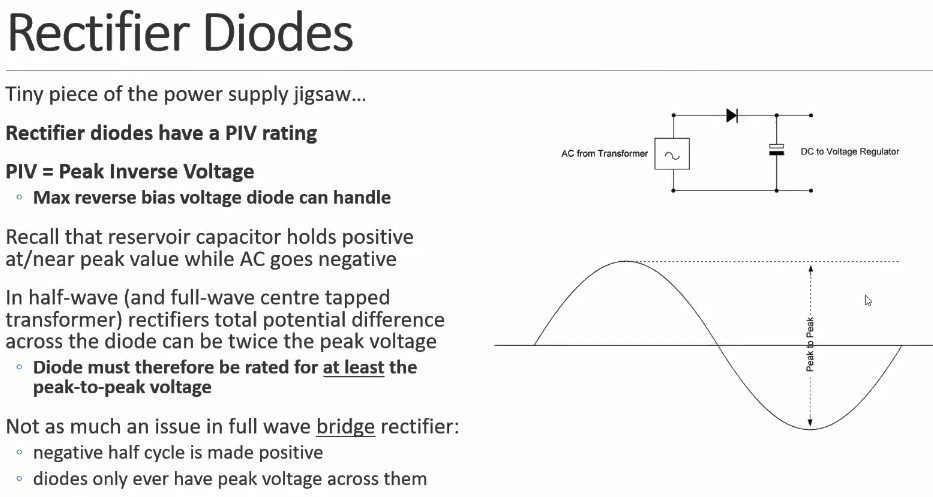 Rectifier Diodes
Tiny piece of the power supply jigsaw...
Rectifier diodes have a PIV rating
PIV = Peak Inverse Voltage
Max reverse bias voltage diode can handle
Recall that reservoir capacitor holds positive
at/near peak value while AC goes negative
In half-wave (and full-wave centre tapped
transformer) rectifiers total potential difference
across the diode can be twice the peak voltage
Diode must therefore be rated for at least the
peak-to-peak voltage
Not as much an issue in full wave bridge rectifier:
negative half cycle is made positive
diodes only ever have peak voltage across them
AC from Transformer
DC to Voltage Regulator
Peak to Peak